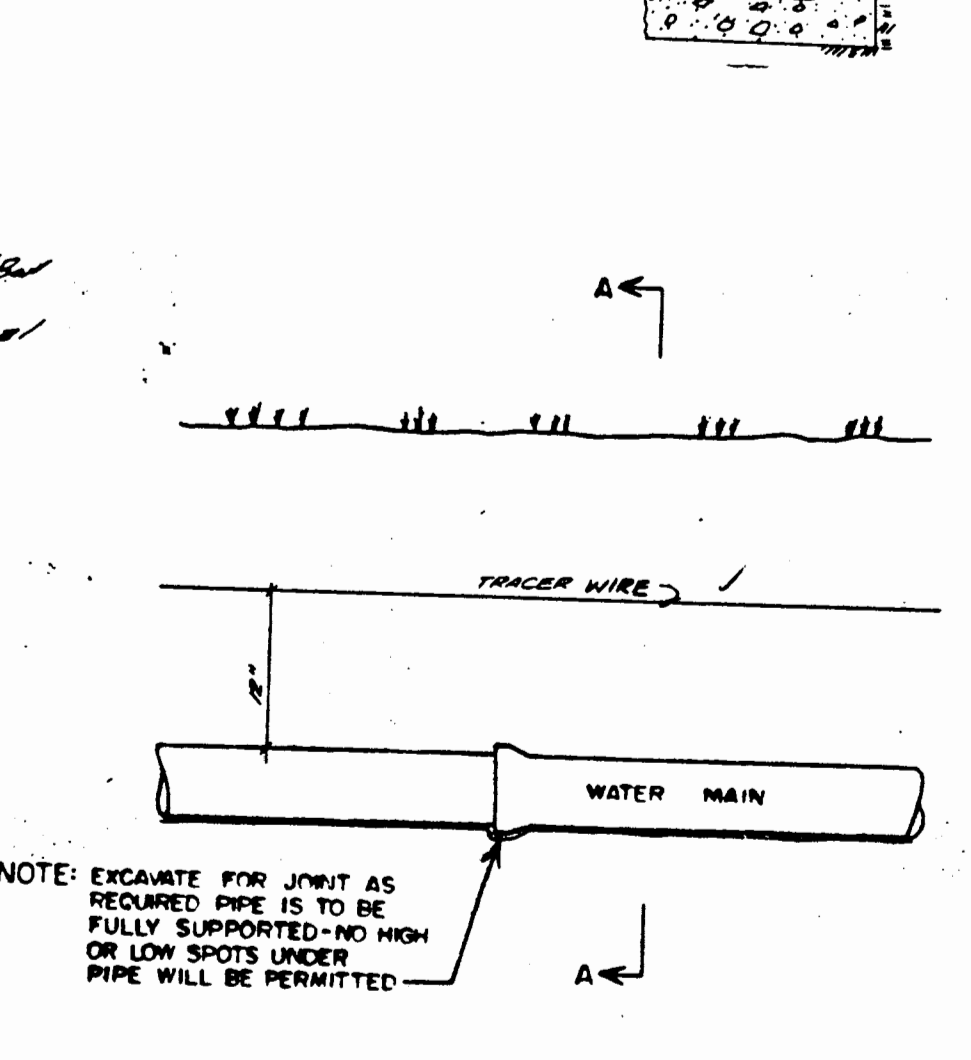 A
TRACER WIRE
12"
WATER MAIN
NOTE: EXCAVATE FOR JOINT AS
REQUIRED PIPE IS TO BE
FULLY SUPPORTED-NO HIGH
OR LOW SPOTS UNDER
PIPE WILL BE PERMITTED
A